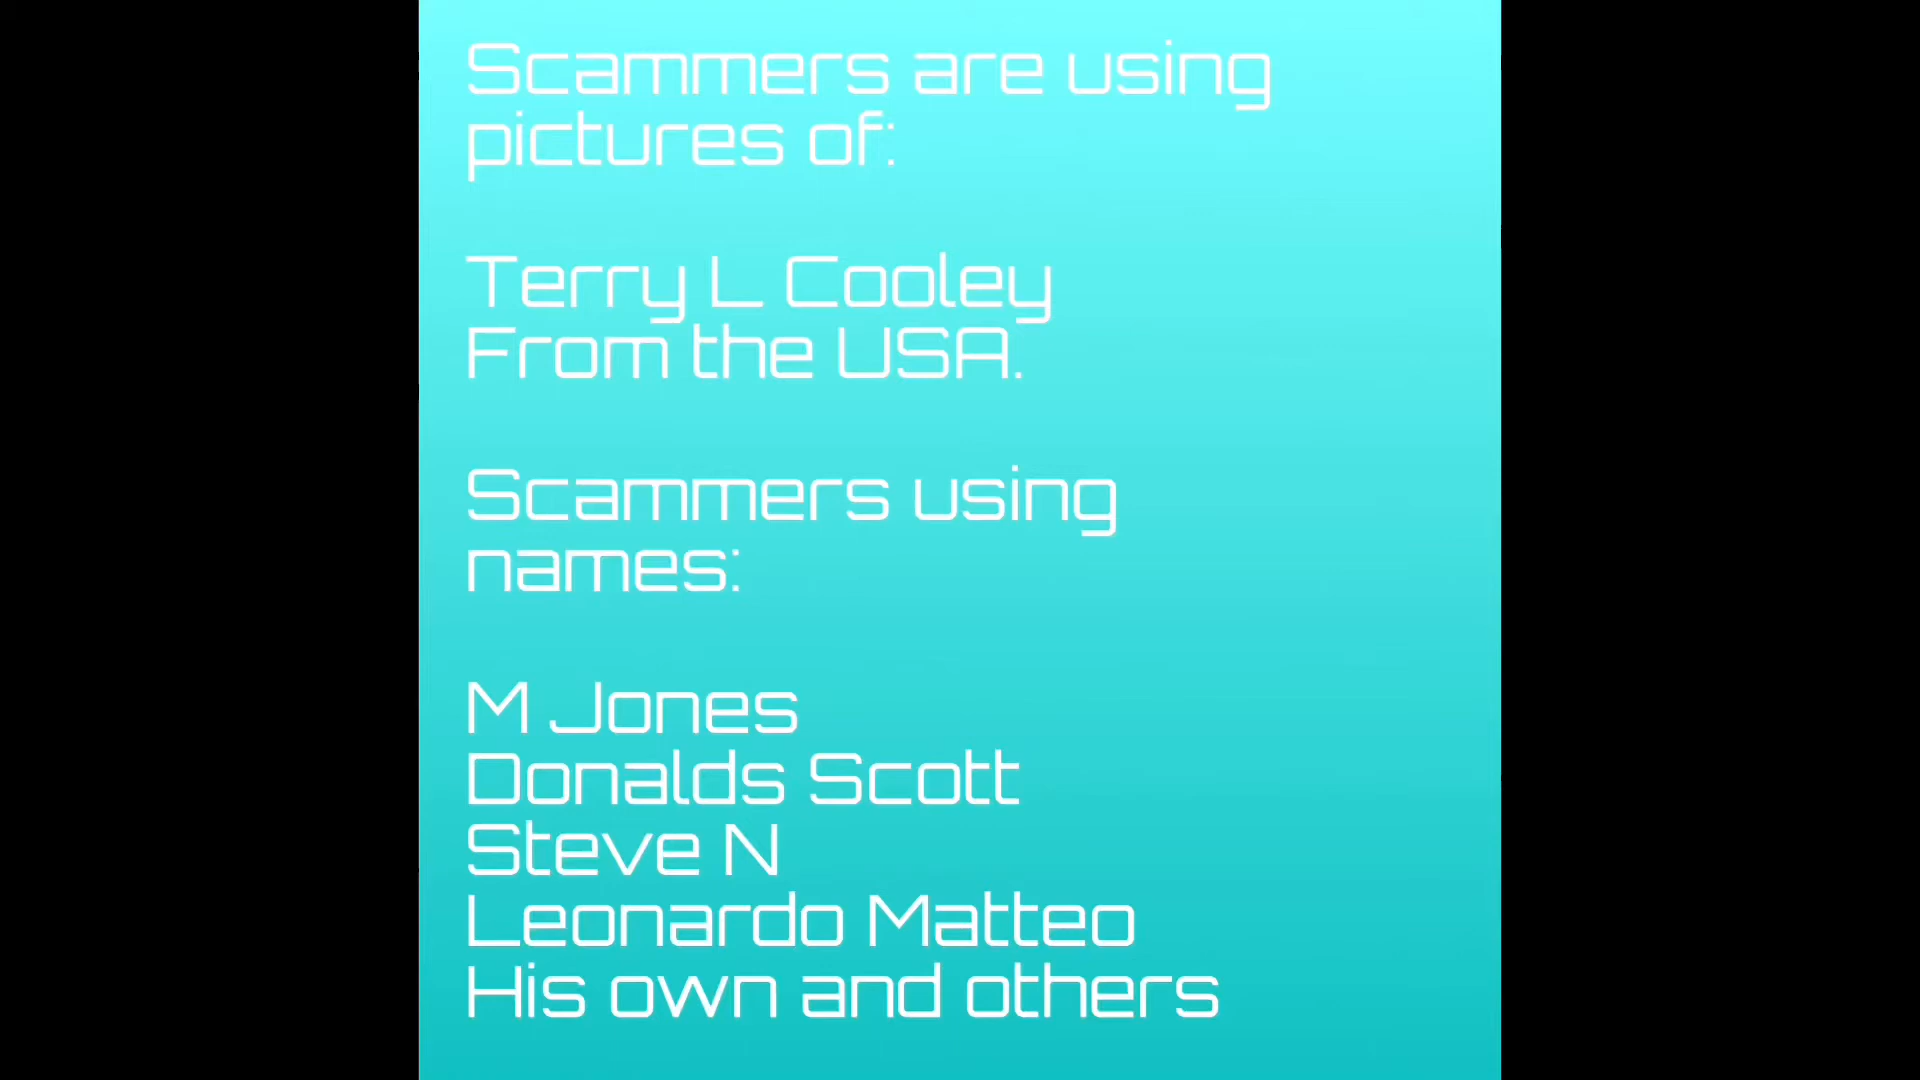 Scammers are using
pictures of:
Terry L Cooley
From the USA.
Scammers using
names:
M Jones
Donalds Scott
Steve N
Leonardo Matteo
His own and others